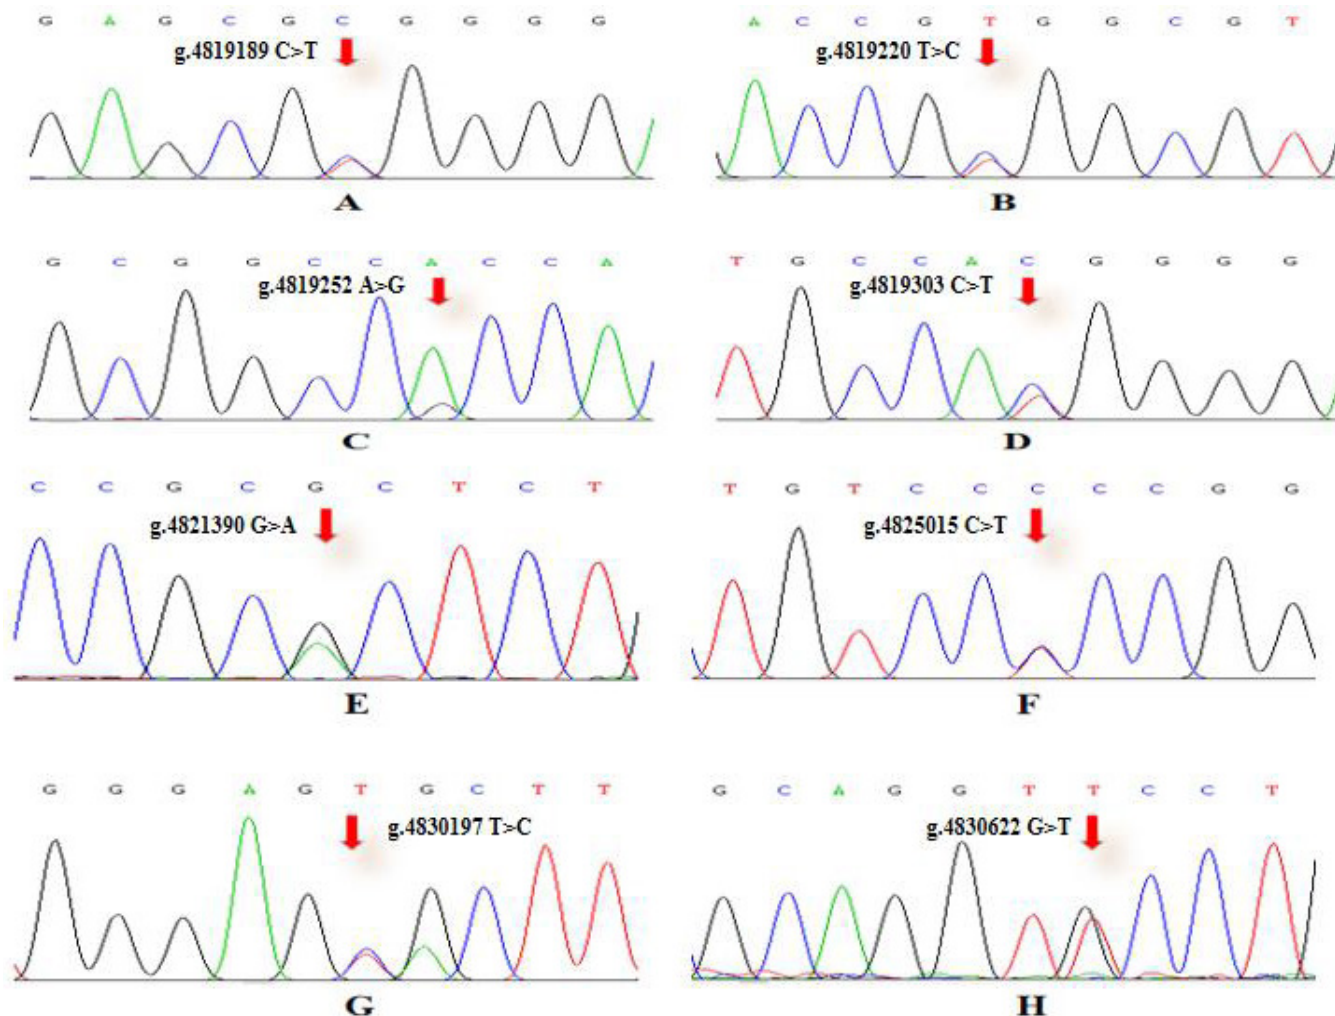 G A G C G C G G G G
g.4819189 C>T
A
A C C G T G G C G T
g.4819220 T>C
B
G C G G C C A C C A
g.4819252 A>G
C
T G C C A C G G G G
g.4819303 C>T
D
C C G C G C T C T
g.4821390 G>A
E
T G T C C C C C G G
g.4825015 C>T
F
G G G A G T G C T T
g.4830197 T>C
G
G C A G G T T C C T
g.4830622 G>T
H